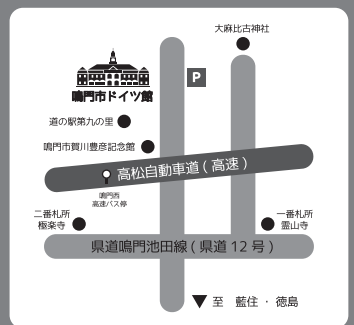 大麻比古神社
P
鳴門市ドイツ館
道の駅第九の里
鳴門市賀川豊彦記念館
高松自動車道(高速)
鳴門西
高速バス停
二番札所
極楽寺
一番札所
霊山寺
県道鳴門池田線(県道12号)
▼至 藍住・徳島